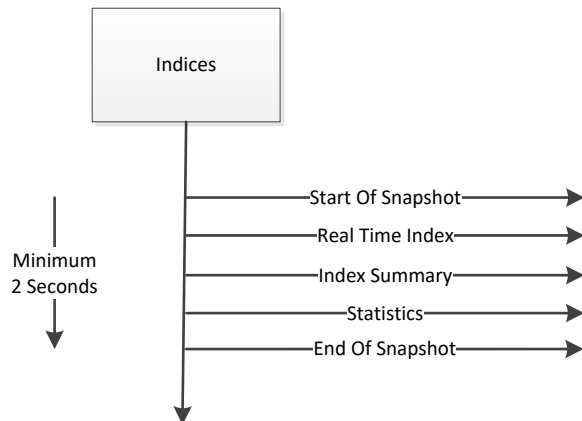 Indices
Start Of Snapshot
Real Time Index
Minimum
2 Seconds
Index Summary
Statistics
End Of Snapshot